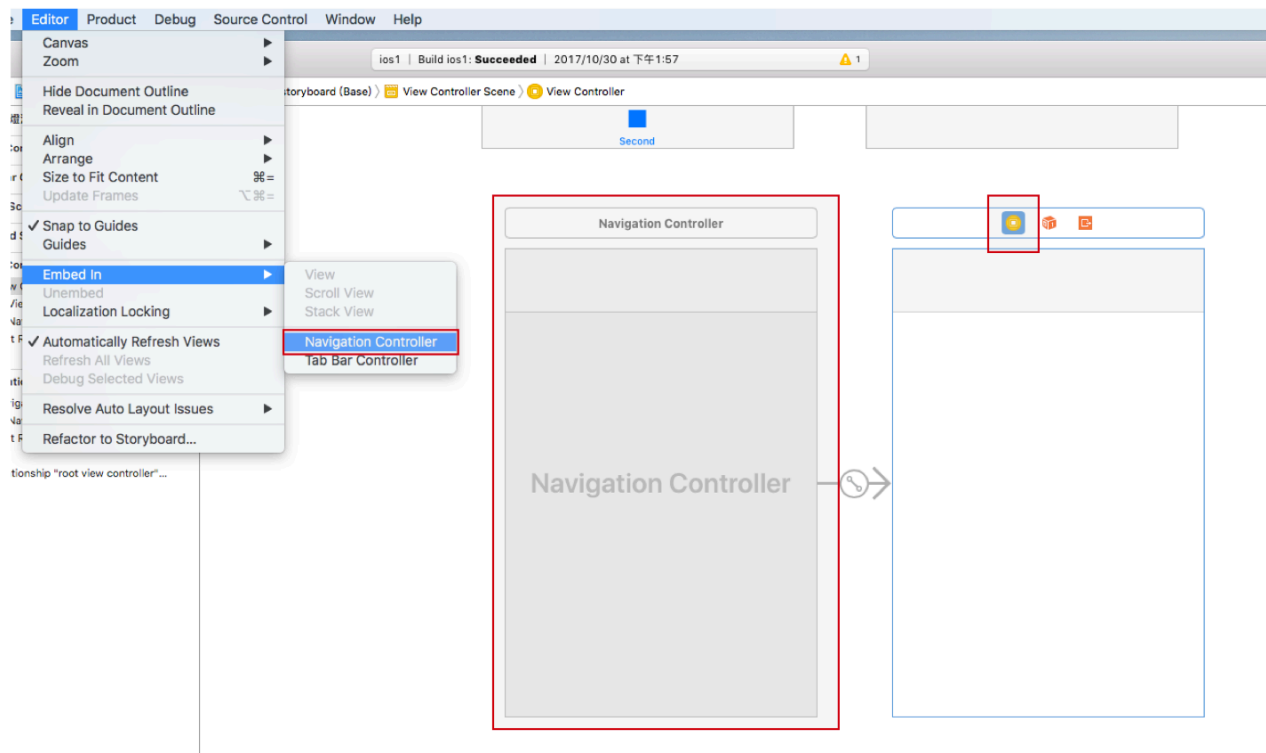 Editor Product Debug Source Control Window Help
Canvas
Zoom
ios1 | Build ios1: Succeeded | 2017/10/30 at 下午1:57
1
Hide Document Outline
Reveal in Document Outline
storyboard (Base) 〉 View Controller Scene 〉 View Controller
Second
Align
Arrange
Size to Fit Content ⌘=
Update Frames ⌥⌘=
✓ Snap to Guides
Guides
Embed In
Unembed
Localization Locking
✓ Automatically Refresh Views
Refresh All Views
Debug Selected Views
Resolve Auto Layout Issues
Refactor to Storyboard...
View
Scroll View
Stack View
Navigation Controller
Tab Bar Controller
tionship "root view controller"...
Navigation Controller
Navigation Controller